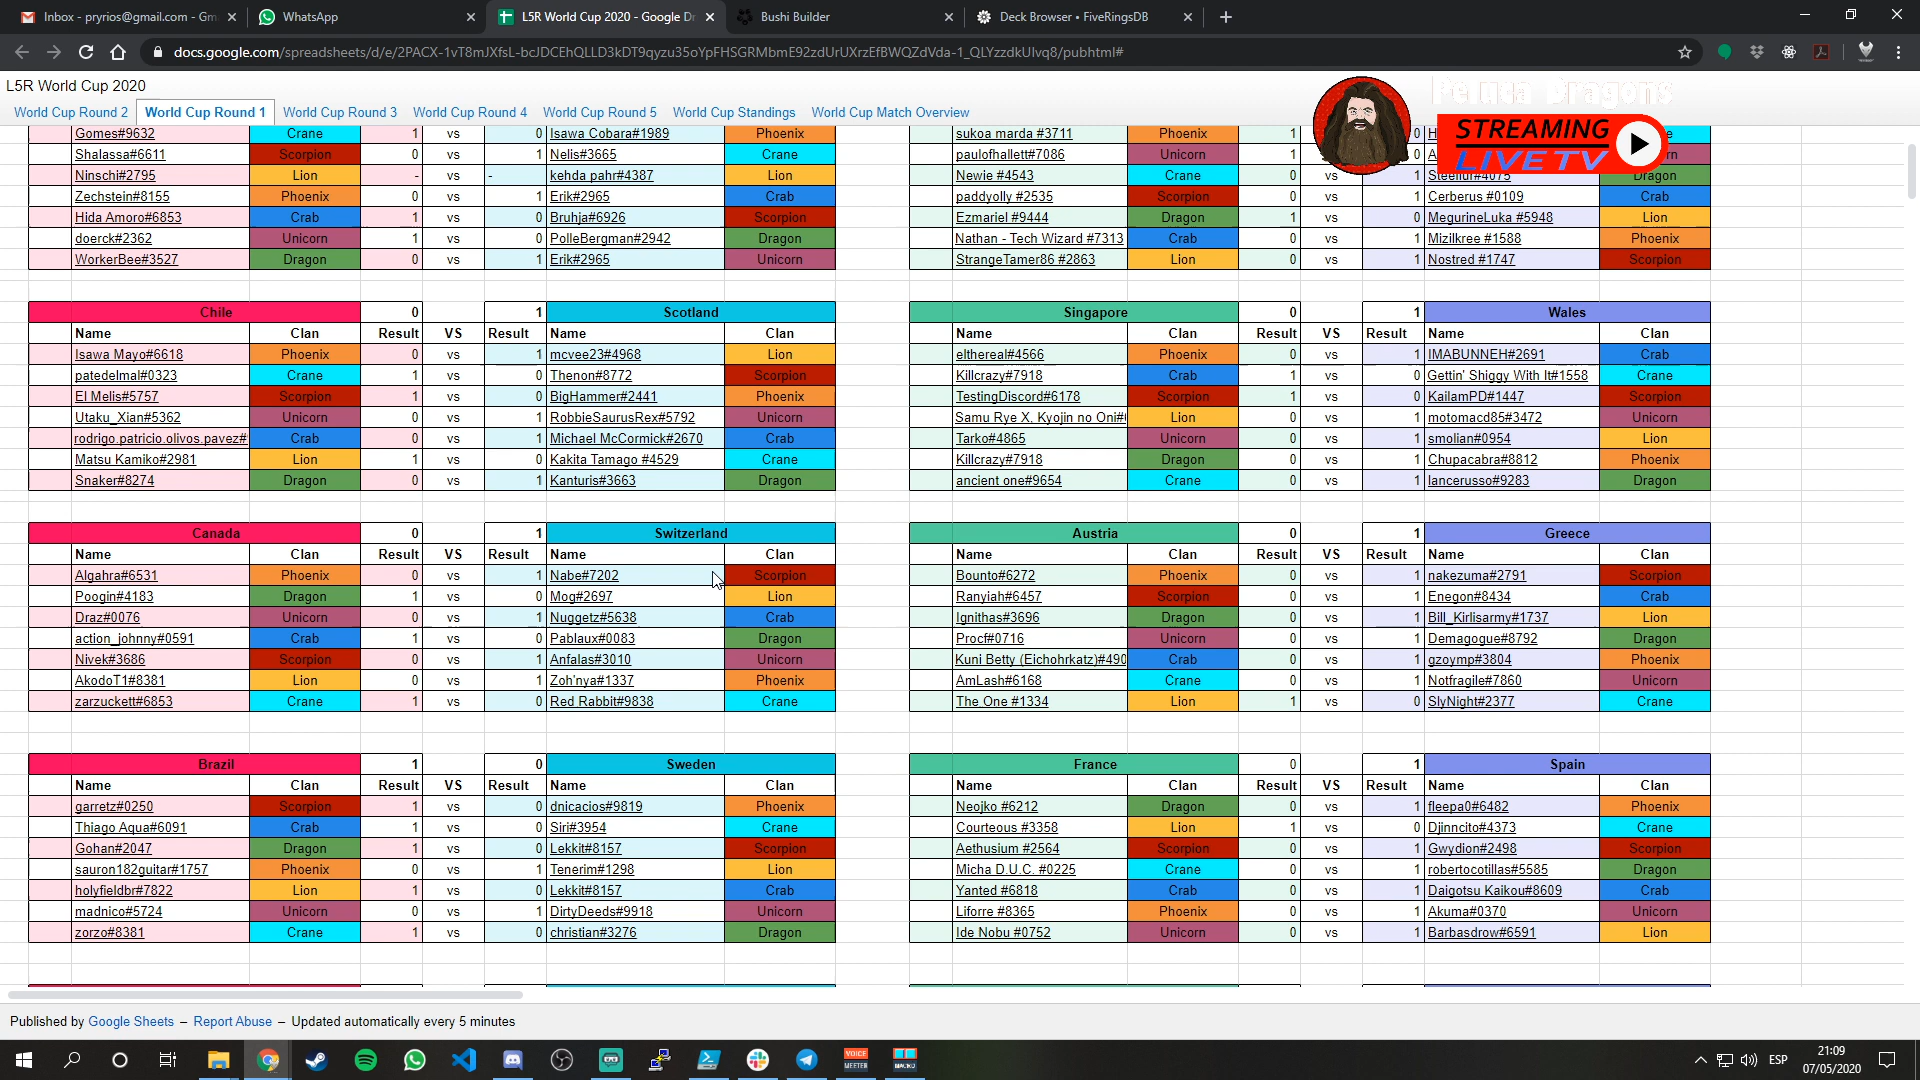 Inbox - pryrios@gmail.com - Gm
WhatsApp
L5R World Cup 2020 - Google Dr
Bushi Builder
Deck Browser • FiveRingsDB
docs.google.com/spreadsheets/d/e/2PACX-1vT8mJXfsL-bcJDCEhQLLD3kDT9qyzu35oYpFHSGRMbmE92zdUrUXrzEfBWQZdVda-1_QLYzzdkUIvq8/pubhtml#
L5R World Cup 2020
Peluca Dragons
STREAMING
LIVE TV
World Cup Round 2 World Cup Round 1 World Cup Round 3 World Cup Round 4 World Cup Round 5 World Cup Standings World Cup Match Overview
Gomes#9632 Crane 1 vs 0 Isawa Cobara#1989 Phoenix sukoa marda #3711 Phoenix 1 vs 0
Shalassa#6611 Scorpion 0 vs 1 Nelis#3665 Crane paulofhallett#7086 Unicorn 1 vs 0
Ninschi#2795 Lion - vs - kehda pahr#4387 Lion Newie #4543 Crane 0 vs 1 Steelfur#4075 Dragon
Zechstein#8155 Phoenix 0 vs 1 Erik#2965 Crab paddyolly #2535 Scorpion 0 vs 1 Cerberus #0109 Crab
Hida Amoro#6853 Crab 1 vs 0 Bruhja#6926 Scorpion Ezmariel #9444 Dragon 1 vs 0 MegurineLuka #5948 Lion
doerck#2362 Unicorn 1 vs 0 PolleBergman#2942 Dragon Nathan - Tech Wizard #7313 Crab 0 vs 1 Mizilkree #1588 Phoenix
WorkerBee#3527 Dragon 0 vs 1 Erik#2965 Unicorn StrangeTamer86 #2863 Lion 0 vs 1 Nostred #1747 Scorpion
Chile 0 1 Scotland Singapore 0 1 Wales
Name Clan Result VS Result Name Clan Name Clan Result VS Result Name Clan
Isawa Mayo#6618 Phoenix 0 vs 1 mcvee23#4968 Lion elthereal#4566 Phoenix 0 vs 1 IMABUNNEH#2691 Crab
patedelmal#0323 Crane 1 vs 0 Thenon#8772 Scorpion Killcrazy#7918 Crab 1 vs 0 Gettin' Shiggy With It#1558 Crane
El Melis#5757 Scorpion 1 vs 0 BigHammer#2441 Phoenix TestingDiscord#6178 Scorpion 1 vs 0 KailamPD#1447 Scorpion
Utaku_Xian#5362 Unicorn 0 vs 1 RobbieSaurusRex#5792 Unicorn Samu Rye X. Kyojin no Oni# Lion 0 vs 1 motomacd85#3472 Unicorn
rodrigo.patricio.olivos.pavez# Crab 0 vs 1 Michael McCormick#2670 Crab Tarko#4865 Unicorn 0 vs 1 smolian#0954 Lion
Matsu Kamiko#2981 Lion 1 vs 0 Kakita Tamago #4529 Crane Killcrazy#7918 Dragon 0 vs 1 Chupacabra#8812 Phoenix
Snaker#8274 Dragon 0 vs 1 Kanturis#3663 Dragon ancient one#9654 Crane 0 vs 1 lancerusso#9283 Dragon
Canada 0 1 Switzerland Austria 0 1 Greece
Name Clan Result VS Result Name Clan Name Clan Result VS Result Name Clan
Algahra#6531 Phoenix 0 vs 1 Nabe#7202 Scorpion Bounto#6272 Phoenix 0 vs 1 nakezuma#2791 Scorpion
Poogin#4183 Dragon 1 vs 0 Mog#2697 Lion Ranyiah#6457 Scorpion 0 vs 1 Enegon#8434 Crab
Draz#0076 Unicorn 0 vs 1 Nuggetz#5638 Crab Ignithas#3696 Dragon 0 vs 1 Bill_Kirlisarmy#1737 Lion
action_johnny#0591 Crab 1 vs 0 Pablaux#0083 Dragon Procf#0716 Unicorn 0 vs 1 Demagogue#8792 Dragon
Nivek#3686 Scorpion 0 vs 1 Anfalas#3010 Unicorn Kuni Betty (Eichohrkatz)#490 Crab 0 vs 1 gzoymp#3804 Phoenix
AkodoT1#8381 Lion 0 vs 1 Zoh'nya#1337 Phoenix AmLash#6168 Crane 0 vs 1 Notfragile#7860 Unicorn
zarzuckett#6853 Crane 1 vs 0 Red Rabbit#9838 Crane The One #1334 Lion 1 vs 0 SlyNight#2377 Crane
Brazil 1 0 Sweden France 0 1 Spain
Name Clan Result VS Result Name Clan Name Clan Result VS Result Name Clan
garretz#0250 Scorpion 1 vs 0 dnicacios#9819 Phoenix Neojko #6212 Dragon 0 vs 1 fleepa0#6482 Phoenix
Thiago Aqua#6091 Crab 1 vs 0 Siri#3954 Crane Courteous #3358 Lion 1 vs 0 Djinncito#4373 Crane
Gohan#2047 Dragon 1 vs 0 Lekkit#8157 Scorpion Aethusium #2564 Scorpion 0 vs 1 Gwydion#2498 Scorpion
sauron182guitar#1757 Phoenix 0 vs 1 Tenerim#1298 Lion Micha D.U.C. #0225 Crane 0 vs 1 robertocotillas#5585 Dragon
holyfieldbr#7822 Lion 1 vs 0 Lekkit#8157 Crab Yanted #6818 Crab 0 vs 1 Daigotsu Kaikou#8609 Crab
madnico#5724 Unicorn 0 vs 1 DirtyDeeds#9918 Unicorn Liforre #8365 Phoenix 0 vs 1 Akuma#0370 Unicorn
zorzo#8381 Crane 1 vs 0 christian#3276 Dragon Ide Nobu #0752 Unicorn 0 vs 1 Barbasdrow#6591 Lion
Published by Google Sheets – Report Abuse – Updated automatically every 5 minutes
VOICE MEETER
MACRO
ESP
21:09
07/05/2020